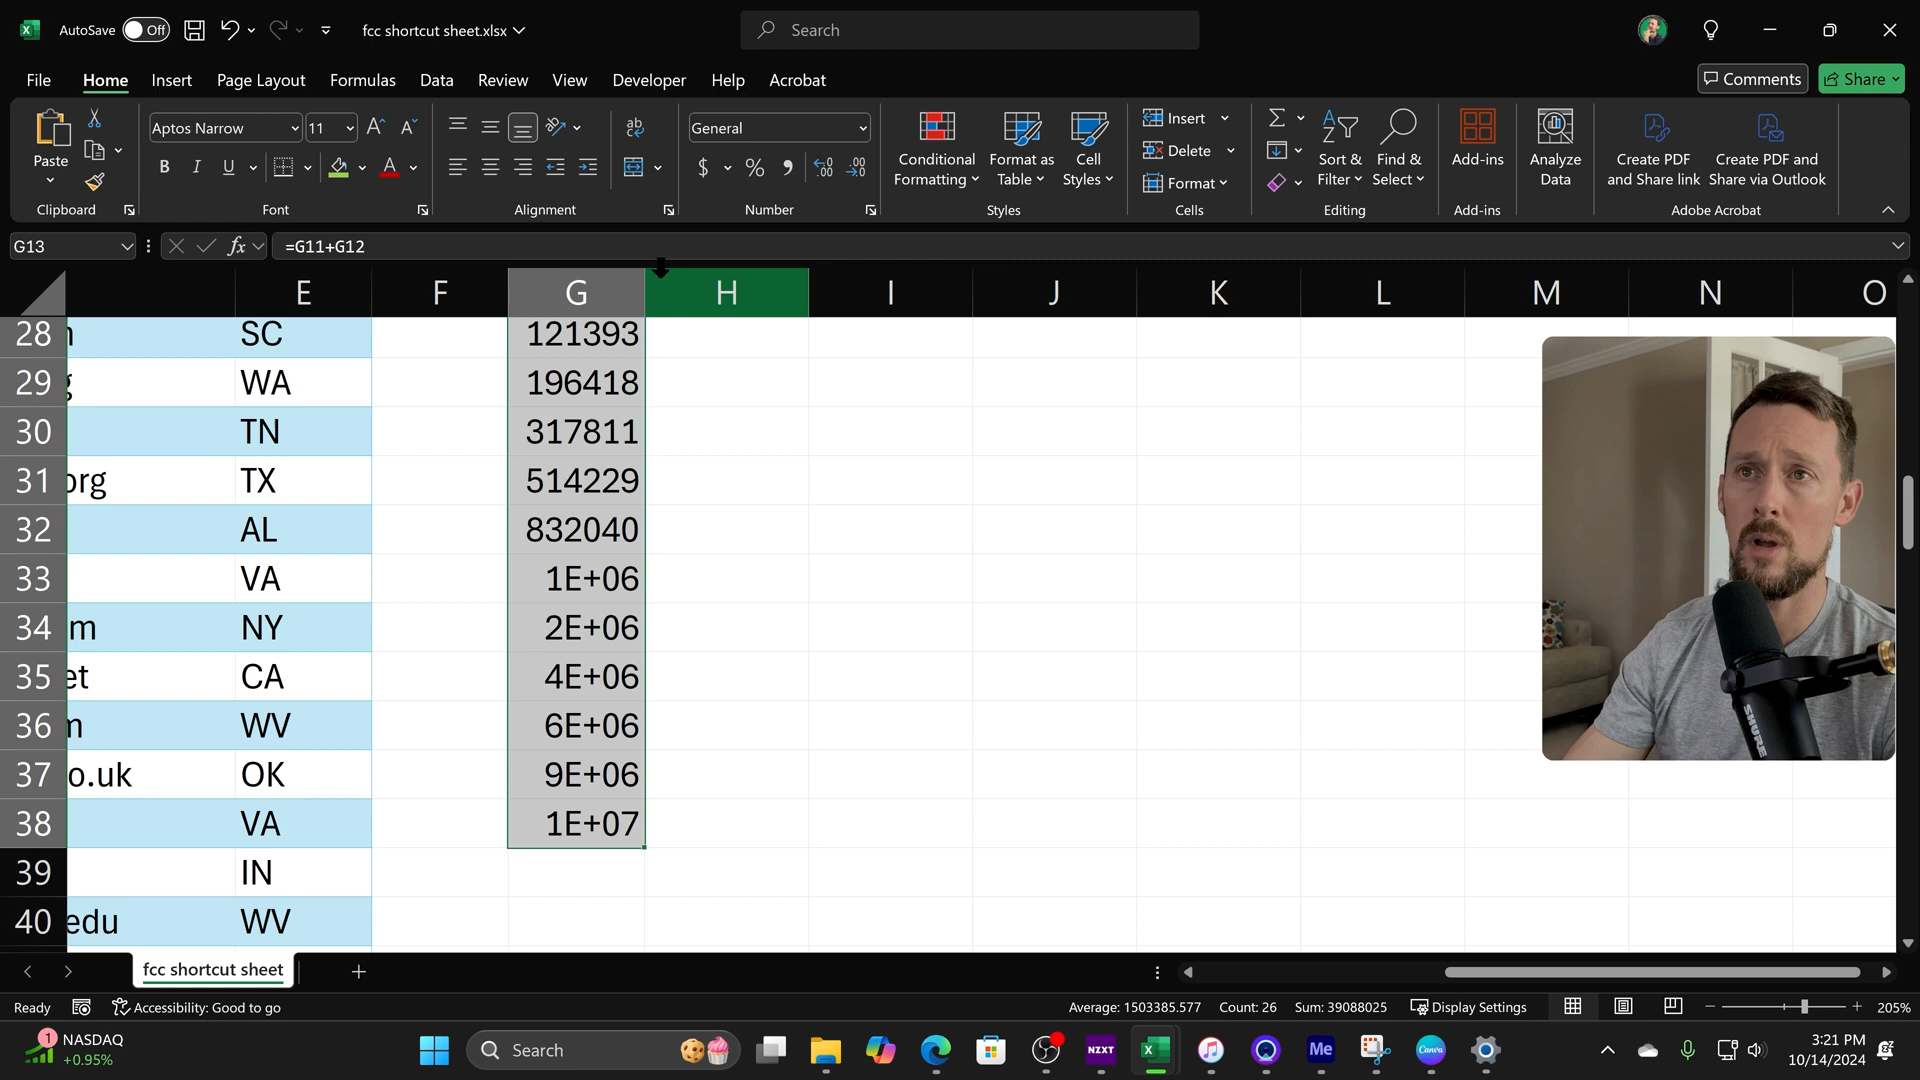 AutoSave Off fcc shortcut sheet.xlsx Search
File Home Insert Page Layout Formulas Data Review View Developer Help Acrobat Comments Share
Paste Aptos Narrow 11 General Conditional Formatting Format as Table Cell Styles Insert Delete Format Sort & Filter Find & Select Add-ins Analyze Data Create PDF and Share link Create PDF and Share via Outlook
Clipboard Font Alignment Number Styles Cells Editing Add-ins Adobe Acrobat
G13 fx =G11+G12
E F G H I J K L M N O
28 SC 121393
29 WA 196418
30 TN 317811
31 org TX 514229
32 AL 832040
33 VA 1E+06
34 m NY 2E+06
35 et CA 4E+06
36 WV 6E+06
37 o.uk OK 9E+06
38 VA 1E+07
39 IN
40 edu WV
fcc shortcut sheet
Ready Accessibility: Good to go Average: 1503385.577 Count: 26 Sum: 39088025 Display Settings 205%
1 NASDAQ
+0.95%
Search NZXT Me Canva
3:21 PM
10/14/2024
SHURE